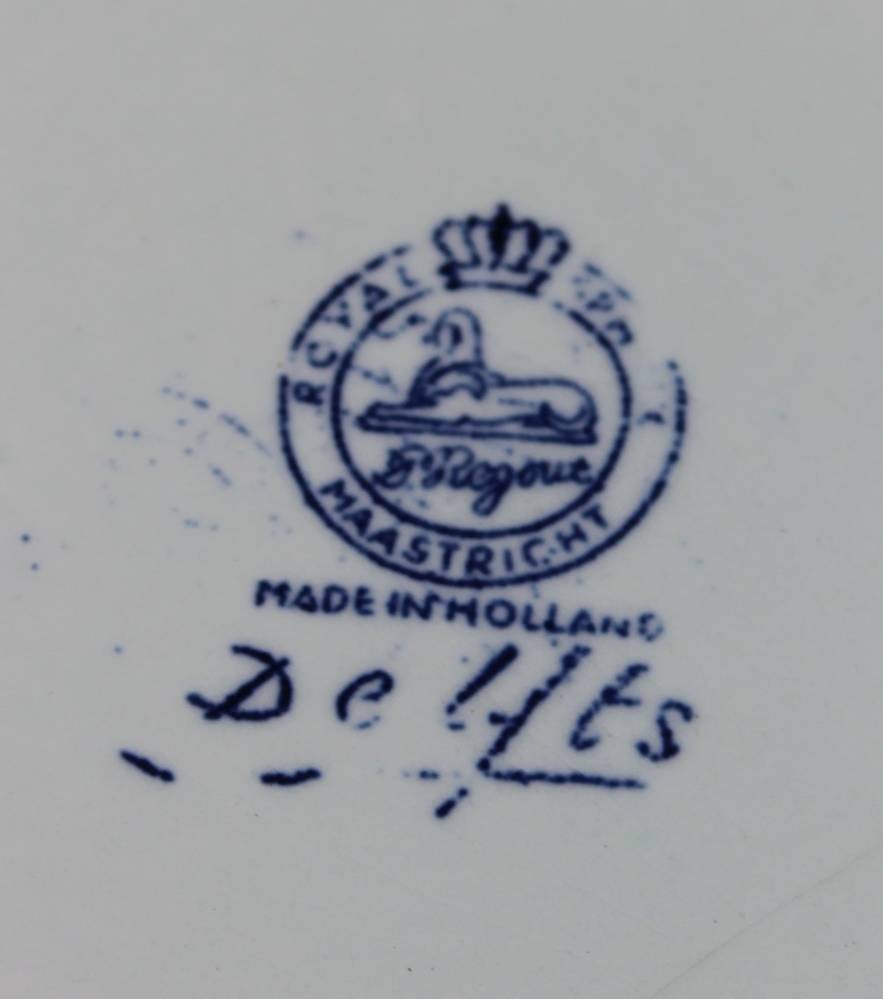 ROYAL
P. Regout
MAASTRICHT
MADE IN HOLLAND
Delfts